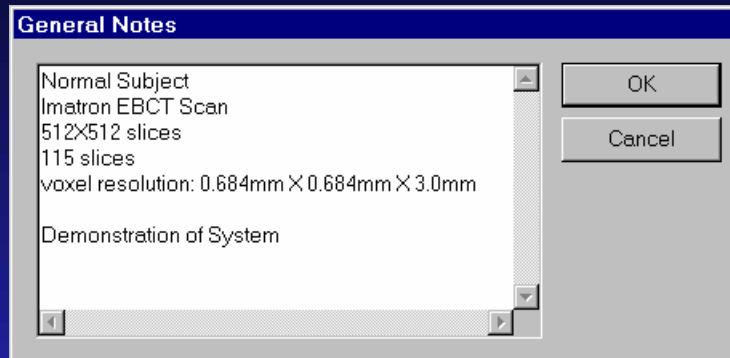 General Notes
Normal Subject
Imatron EBCT Scan
512X512 slices
115 slices
voxel resolution: 0.684mm X 0.684mm X 3.0mm
Demonstration of System
OK
Cancel